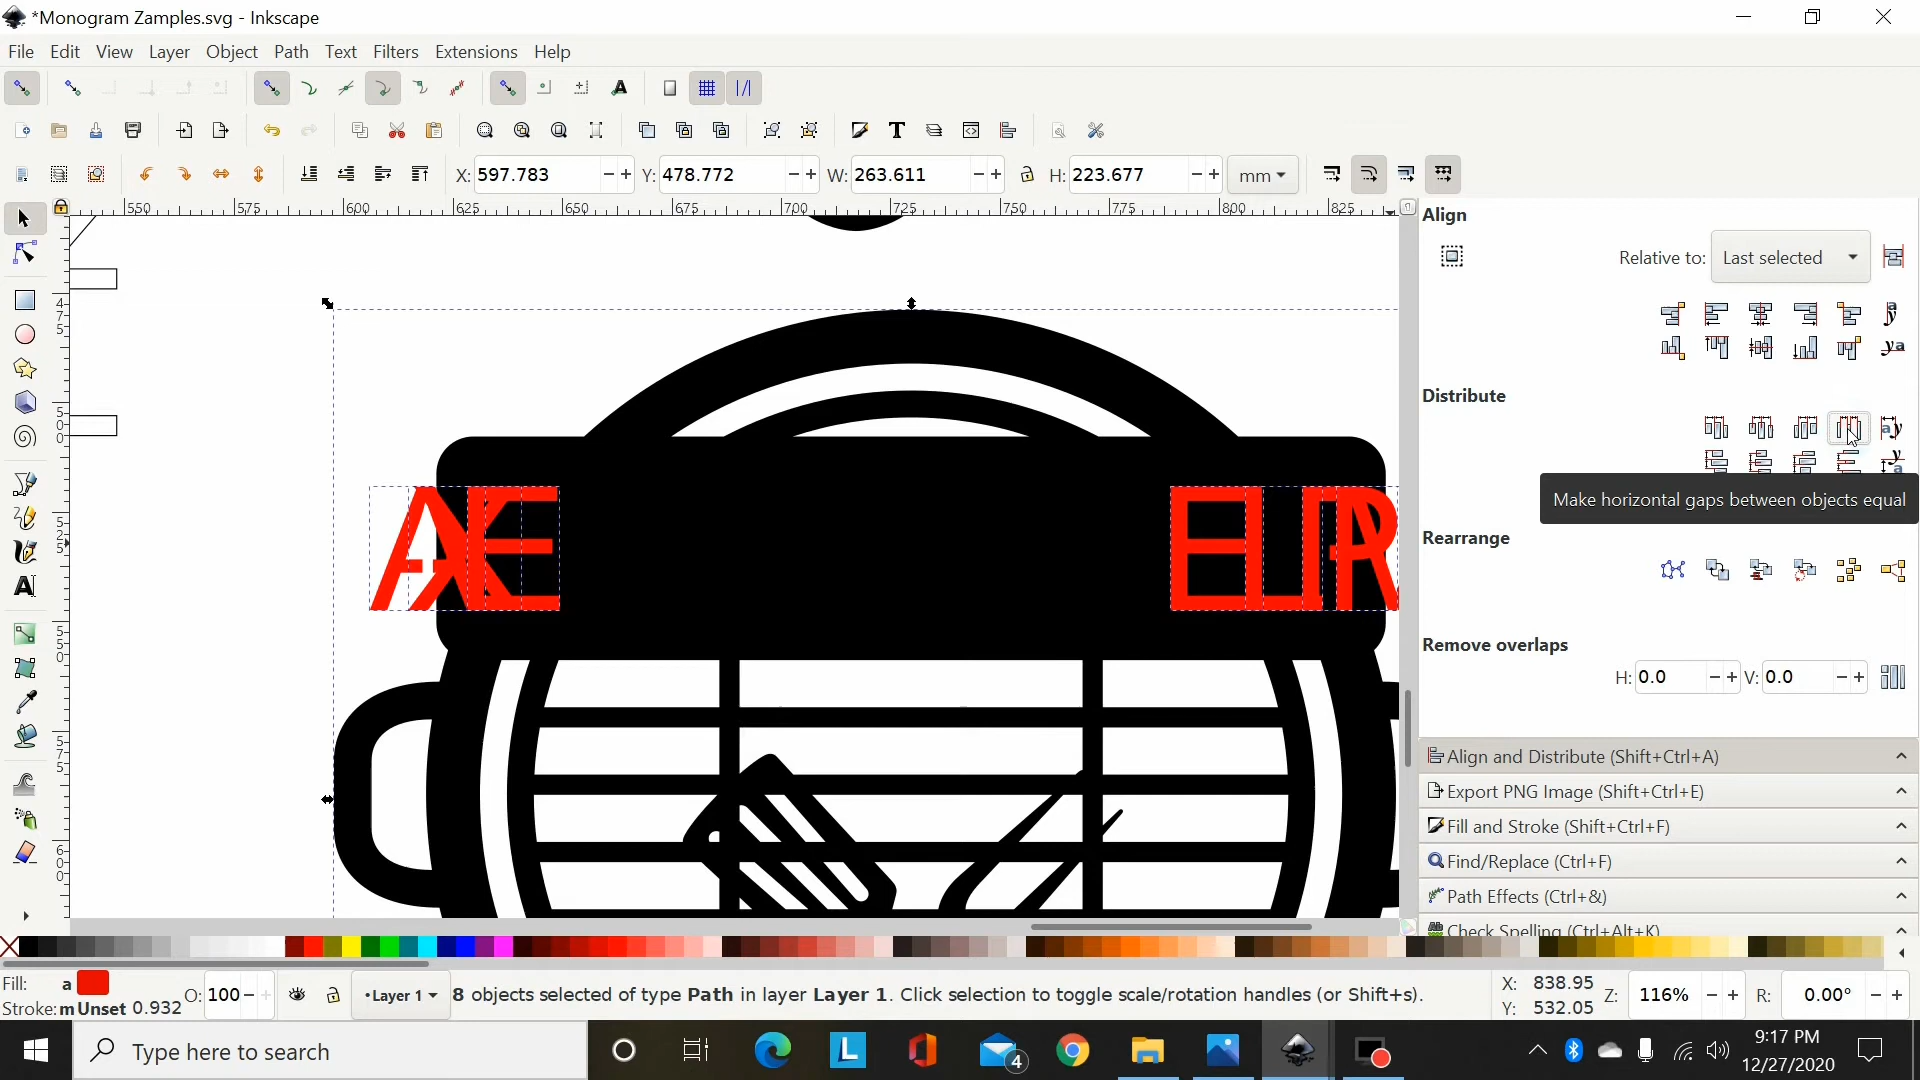 *Monogram Zamples.svg - Inkscape
File Edit View Layer Object Path Text Filters Extensions Help
X: 597.783 Y: 478.772 W: 263.611 H: 223.677 mm
550 575 600 625 650 675 700 725 750 775 800 825
Align
Relative to: Last selected
Distribute
Make horizontal gaps between objects equal
Rearrange
Remove overlaps
H: 0.0 V: 0.0
Align and Distribute (Shift+Ctrl+A)
Export PNG Image (Shift+Ctrl+E)
Fill and Stroke (Shift+Ctrl+F)
Find/Replace (Ctrl+F)
Path Effects (Ctrl+&)
Check Spelling (Ctrl+Alt+K)
Fill: a O: 100 •Layer 1 8 objects selected of type Path in layer Layer 1. Click selection to toggle scale/rotation handles (or Shift+s). X: 838.95 Z: 116% R: 0.00°
Stroke: m Unset 0.932 Y: 532.05
Type here to search
4
9:17 PM
12/27/2020